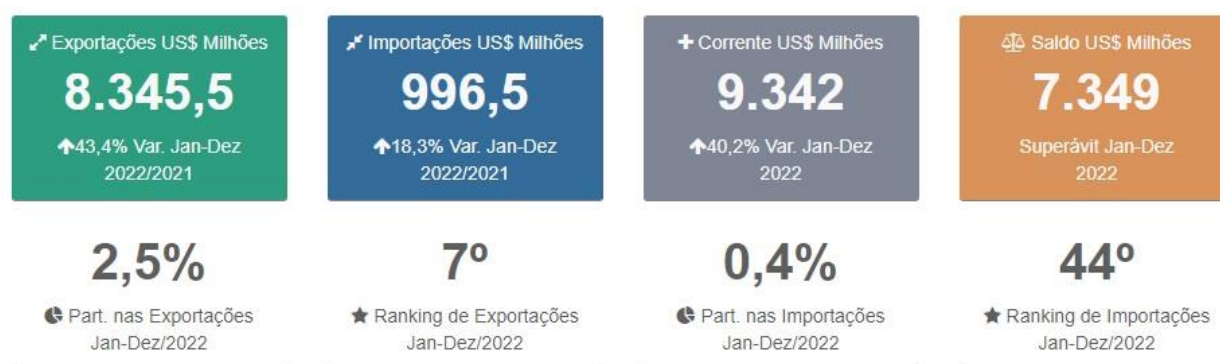 Exportações US$ Milhões
8.345,5
43,4% Var. Jan-Dez
2022/2021
Importações US$ Milhões
996,5
18,3% Var. Jan-Dez
2022/2021
Corrente US$ Milhões
9.342
40,2% Var. Jan-Dez
2022
Saldo US$ Milhões
7.349
Superávit Jan-Dez
2022
2,5%
Part. nas Exportações
Jan-Dez/2022
7º
Ranking de Exportações
Jan-Dez/2022
0,4%
Part. nas Importações
Jan-Dez/2022
44º
Ranking de Importações
Jan-Dez/2022